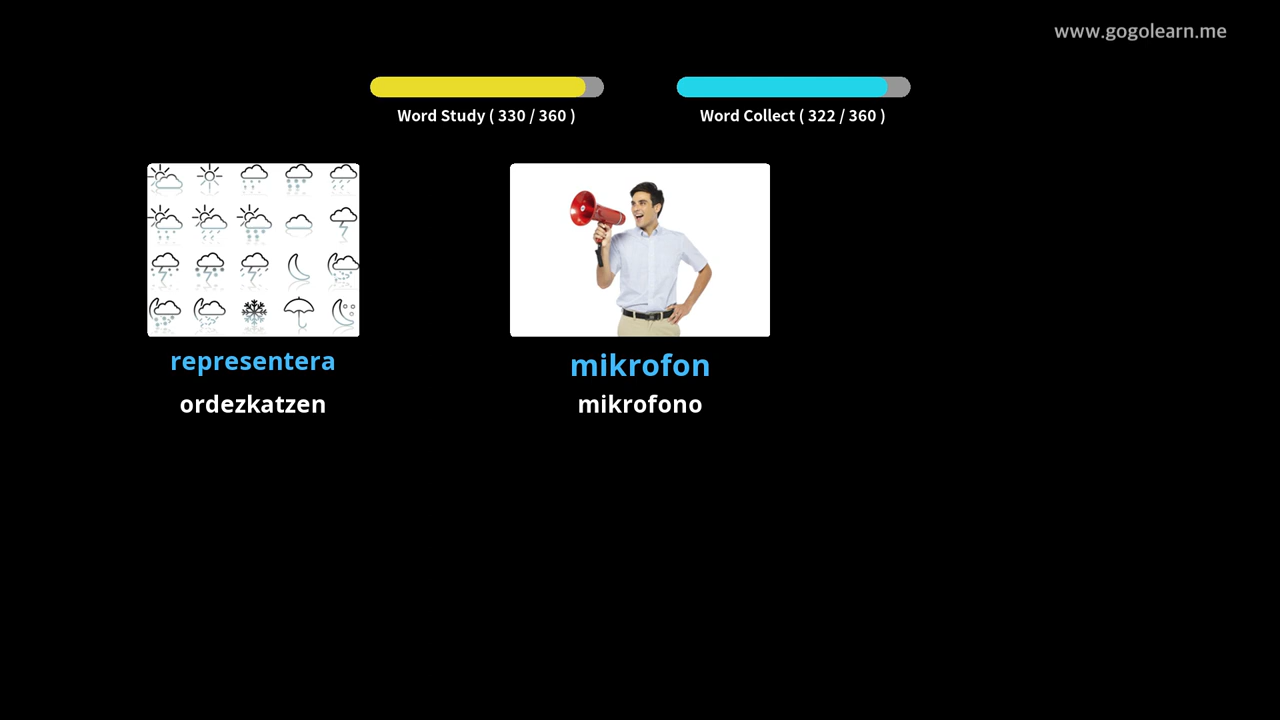 www.gogolearn.me
Word Study ( 330 / 360 )
Word Collect ( 322 / 360 )
representera
ordezkatzen
mikrofon
mikrofono